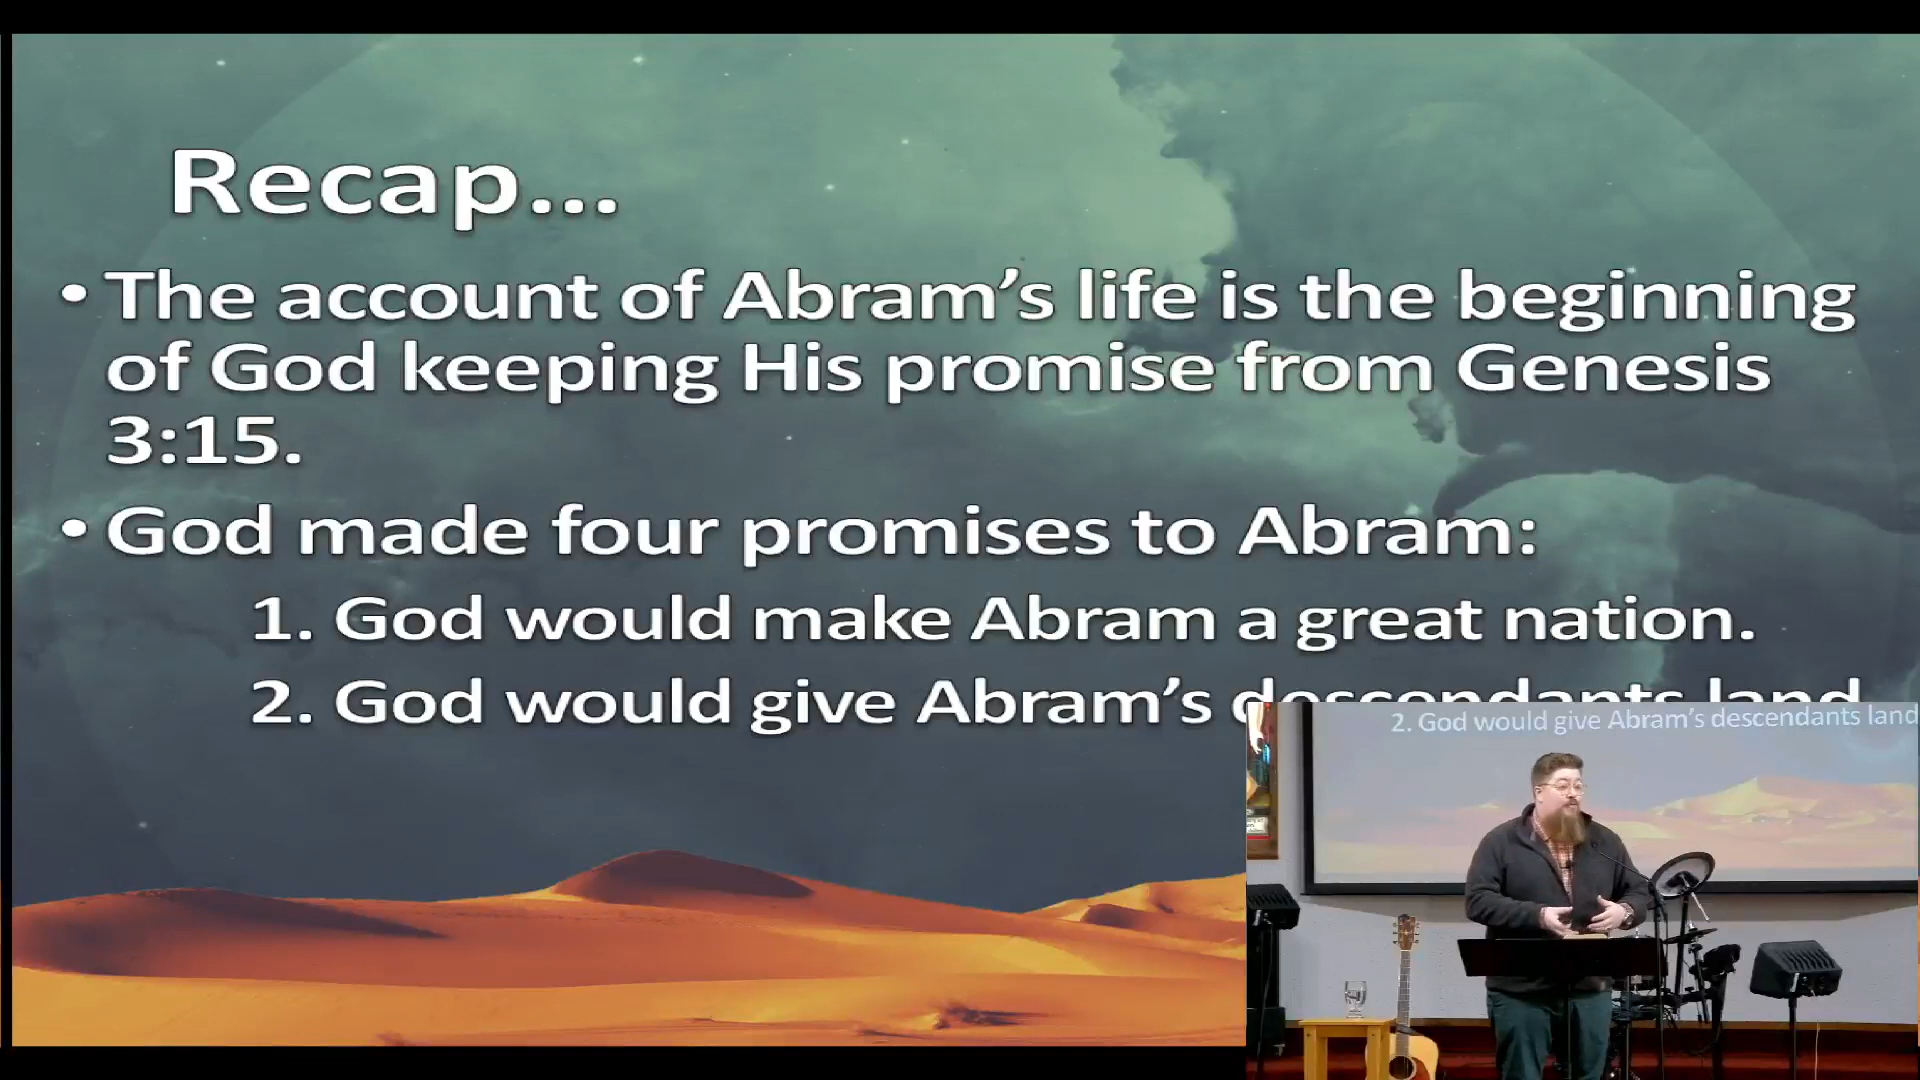 Recap...
• The account of Abram's life is the beginning
of God keeping His promise from Genesis
3:15.
• God made four promises to Abram:
1. God would make Abram a great nation.
2. God would give Abram's descendants land
2. God would give Abram's descendants land